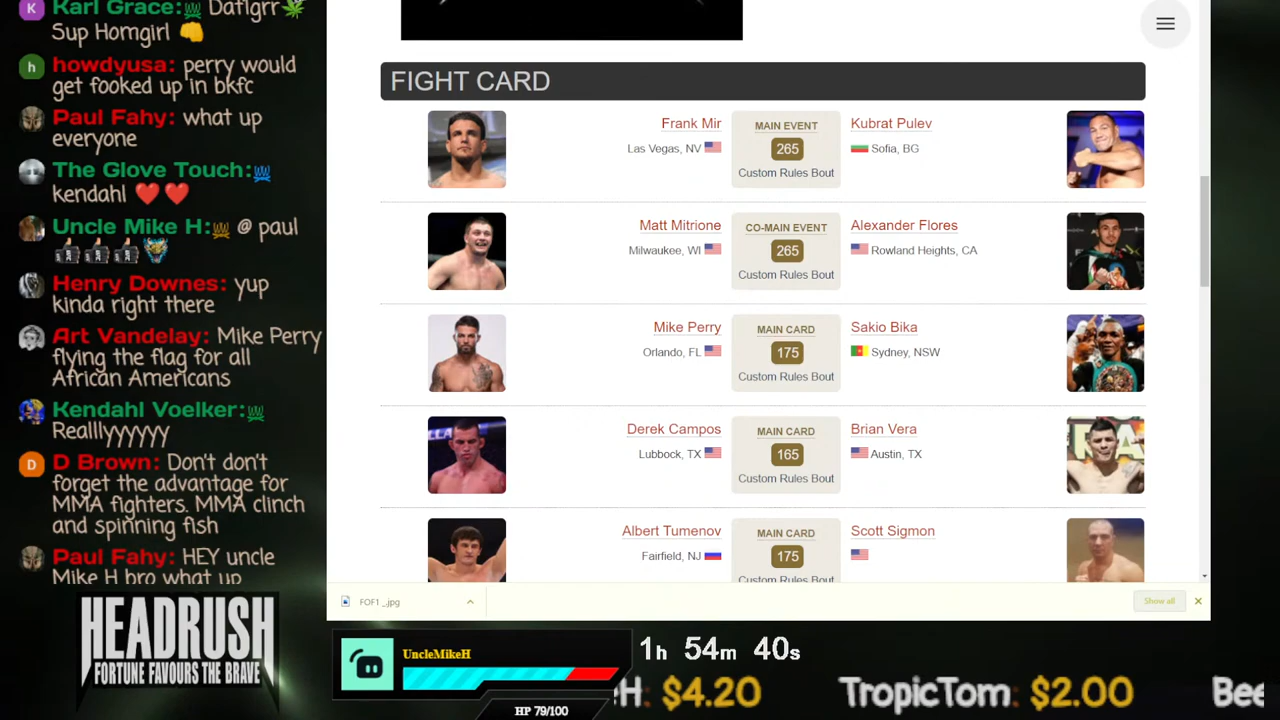 Karl Grace: Daflgrr
Sup Homgirl
howdyusa: perry would
get fooked up in bkfc
Paul Fahy: what up
everyone
The Glove Touch:
kendahl
Uncle Mike H: @ paul
Henry Downes: yup
kinda right there
Art Vandelay: Mike Perry
flying the flag for all
African Americans
Kendahl Voelker:
Realllyyyyyy
D Brown: Don't don't
forget the advantage for
MMA fighters. MMA clinch
and spinning fish
Paul Fahy: HEY uncle
Mike H bro what up
HEADRUSH
FORTUNE FAVOURS THE BRAVE
FIGHT CARD
Frank Mir
Las Vegas, NV
MAIN EVENT
265
Custom Rules Bout
Kubrat Pulev
Sofia, BG
Matt Mitrione
Milwaukee, WI
CO-MAIN EVENT
265
Custom Rules Bout
Alexander Flores
Rowland Heights, CA
Mike Perry
Orlando, FL
MAIN CARD
175
Custom Rules Bout
Sakio Bika
Sydney, NSW
Derek Campos
Lubbock, TX
MAIN CARD
165
Custom Rules Bout
Brian Vera
Austin, TX
Albert Tumenov
Fairfield, NJ
MAIN CARD
175
Custom Rules Bout
Scott Sigmon
FOF1 _.jpg
Show all
UncleMikeH
HP 79/100
1h 54m 40s
H: $4.20 TropicTom: $2.00 Bee